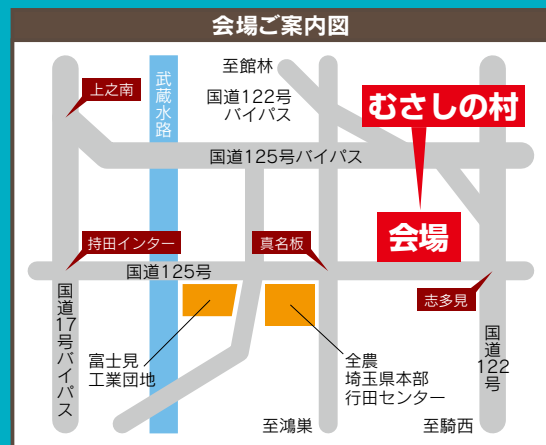 会場ご案内図
至館林
武蔵水路
上之南
国道122号
バイパス
むさしの村
国道125号バイパス
会場
持田インター
真名板
国道125号
志多見
国道17号バイパス
富士見
工業団地
全農
埼玉県本部
行田センター
国道122号
至鴻巣
至騎西